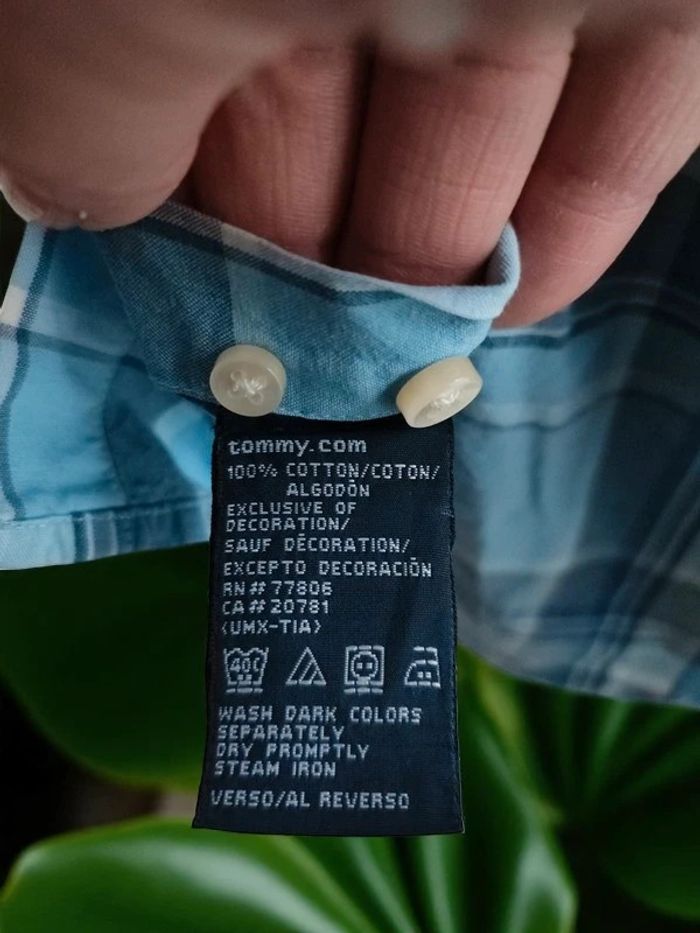 tommy.com
100% COTTON/COTON/
ALGODÓN
EXCLUSIVE OF
DECORATION/
SAUF DÉCORATION/
EXCEPTO DECORACIÓN
RN# 77806
CA# 20781
(UMX-TIA)
40C
WASH DARK COLORS
SEPARATELY
DRY PROMPTLY
STEAM IRON
VERSO/AL REVERSO